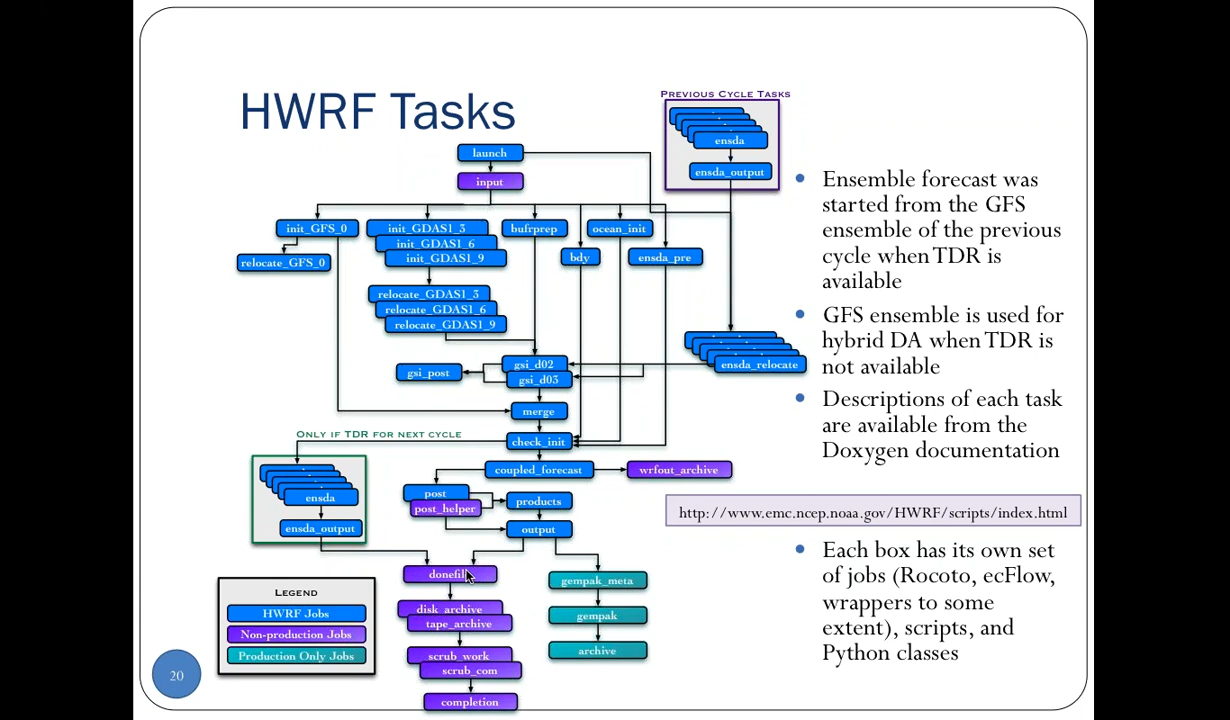 HWRF Tasks
Previous Cycle Tasks
ensda
ensda_output
launch
input
init_GFS_0
init_GDAS1_3
init_GDAS1_6
init_GDAS1_9
bufrprep
ocean_init
bdy
ensda_pre
relocate_GFS_0
relocate_GDAS1_3
relocate_GDAS1_6
relocate_GDAS1_9
gsi_d02
gsi_d03
gsi_post
ensda_relocate
merge
Only if TDR for next cycle
check_init
coupled_forecast
wrfout_archive
ensda
ensda_output
post
post_helper
products
output
donefil
disk_archive
tape_archive
scrub_work
scrub_com
completion
gempak_meta
gempak
archive
Legend
HWRF Jobs
Non-production Jobs
Production Only Jobs
20
• Ensemble forecast was
started from the GFS
ensemble of the previous
cycle when TDR is
available
• GFS ensemble is used for
hybrid DA when TDR is
not available
• Descriptions of each task
are available from the
Doxygen documentation
http://www.emc.ncep.noaa.gov/HWRF/scripts/index.html
• Each box has its own set
of jobs (Rocoto, ecFlow,
wrappers to some
extent), scripts, and
Python classes